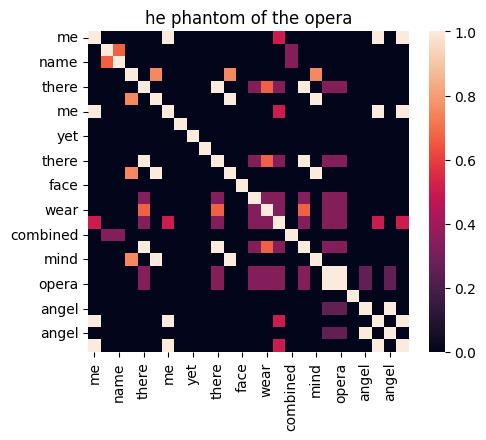 he phantom of the opera
me
name
there
me
yet
there
face
wear
combined
mind
opera
angel
angel
1.0
0.8
0.6
0.4
0.2
0.0
me
name
there
me
yet
there
face
wear
combined
mind
opera
angel
angel